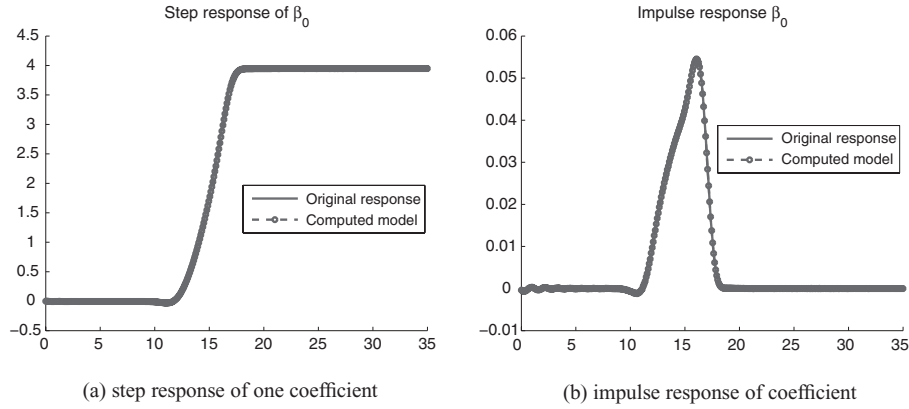 Step response of β0
4.5
4
3.5
3
2.5
2
1.5
1
0.5
0
−0.5
0 5 10 15 20 25 30 35
Original response
Computed model
(a) step response of one coefficient
Impulse response β0
0.06
0.05
0.04
0.03
0.02
0.01
0
−0.01
0 5 10 15 20 25 30 35
Original response
Computed model
(b) impulse response of coefficient